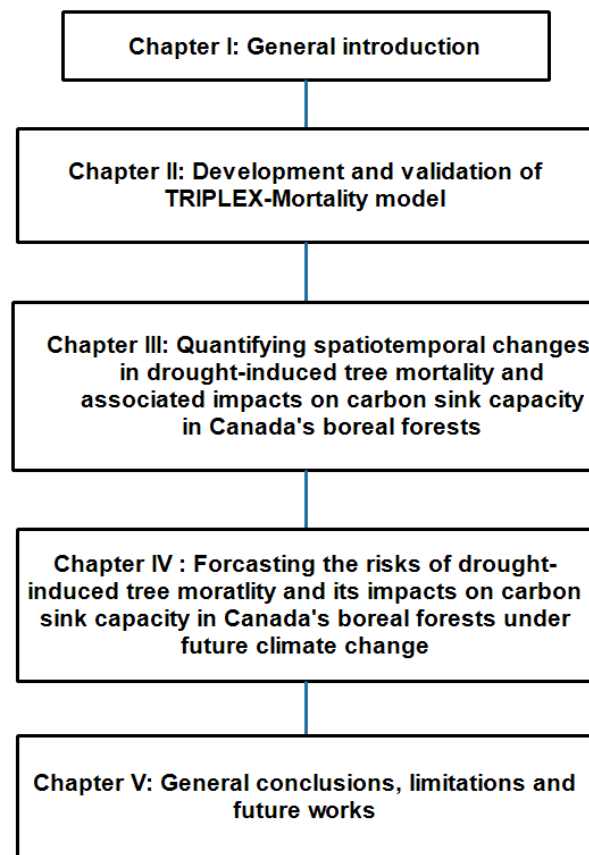 Chapter I: General introduction
Chapter II: Development and validation of
TRIPLEX-Mortality model
Chapter III: Quantifying spatiotemporal changes
in drought-induced tree mortality and
associated impacts on carbon sink capacity
in Canada's boreal forests
Chapter IV : Forcasting the risks of drought-
induced tree moratlity and its impacts on carbon
sink capacity in Canada's boreal forests under
future climate change
Chapter V: General conclusions, limitations and
future works